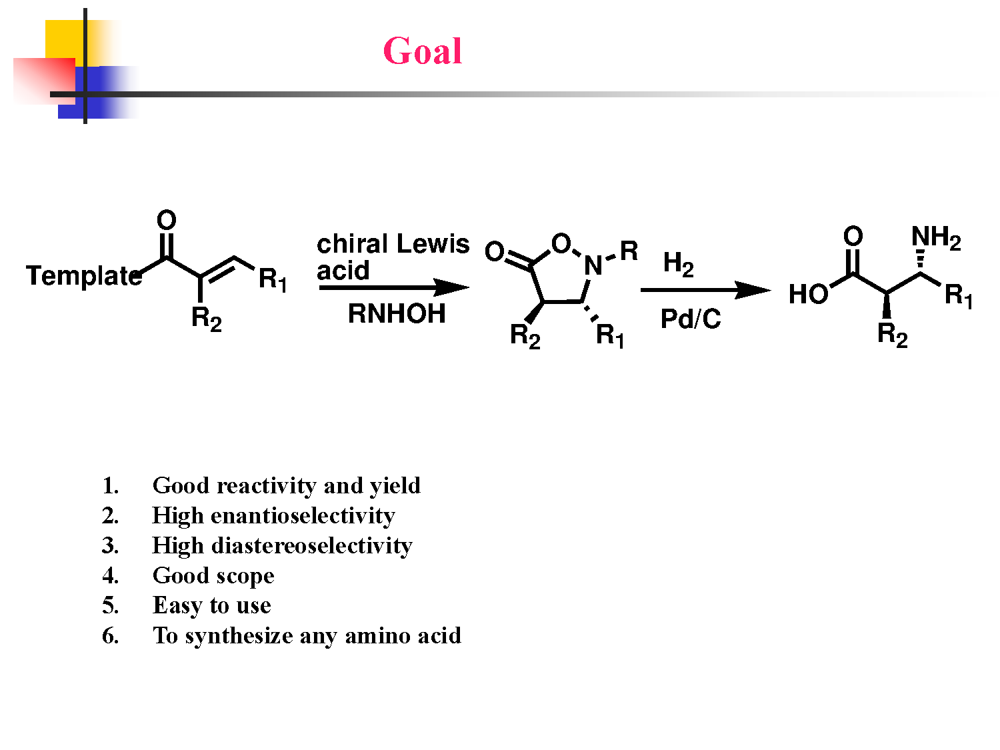 Goal
O
Template
R1
R2
chiral Lewis
acid
RNHOH
O
O
N
R
R2
R1
H2
Pd/C
O
NH2
HO
R1
R2
1. Good reactivity and yield
2. High enantioselectivity
3. High diastereoselectivity
4. Good scope
5. Easy to use
6. To synthesize any amino acid